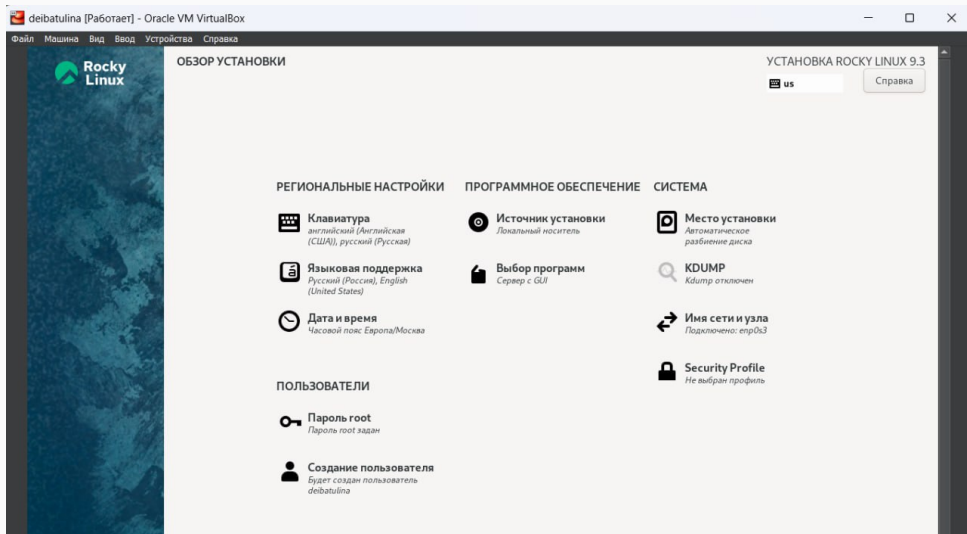 deibatulina [Работает] - Oracle VM VirtualBox
Файл Машина Вид Ввод Устройства Справка
Rocky
Linux
ОБЗОР УСТАНОВКИ
УСТАНОВКА ROCKY LINUX 9.3
us
Справка
РЕГИОНАЛЬНЫЕ НАСТРОЙКИ
Клавиатура
английский (Английская
(США)), русский (Русская)
Языковая поддержка
Русский (Россия), English
(United States)
Дата и время
Часовой пояс Европа/Москва
ПРОГРАММНОЕ ОБЕСПЕЧЕНИЕ
Источник установки
Локальный носитель
Выбор программ
Сервер с GUI
СИСТЕМА
Место установки
Автоматическое
разбиение диска
KDUMP
Kdump отключен
Имя сети и узла
Подключено: enp0s3
Security Profile
Не выбран профиль
ПОЛЬЗОВАТЕЛИ
Пароль root
Пароль root задан
Создание пользователя
Будет создан пользователь
deibatulina